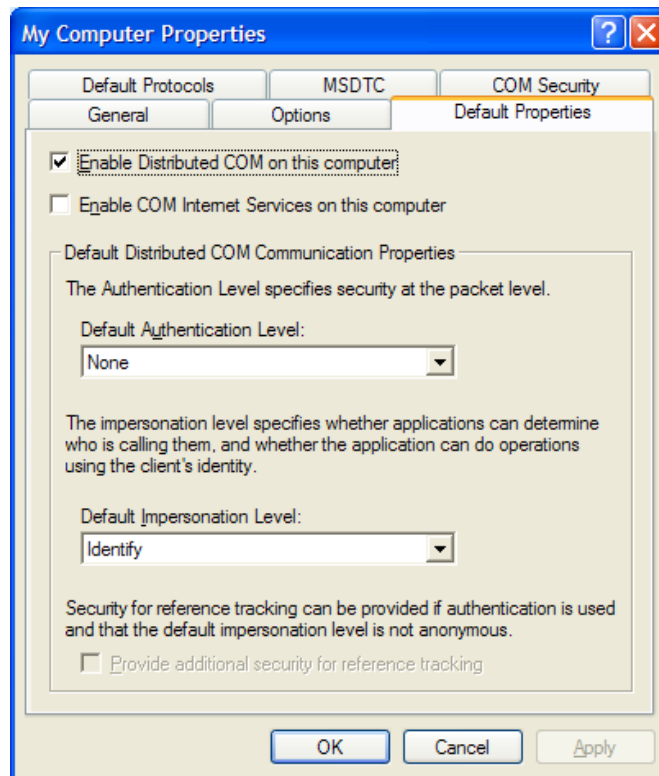 My Computer Properties
Default Protocols
MSDTC
COM Security
General
Options
Default Properties
Enable Distributed COM on this computer
Enable COM Internet Services on this computer
Default Distributed COM Communication Properties
The Authentication Level specifies security at the packet level.
Default Authentication Level:
None
The impersonation level specifies whether applications can determine
who is calling them, and whether the application can do operations
using the client's identity.
Default Impersonation Level:
Identify
Security for reference tracking can be provided if authentication is used
and that the default impersonation level is not anonymous.
Provide additional security for reference tracking
OK
Cancel
Apply